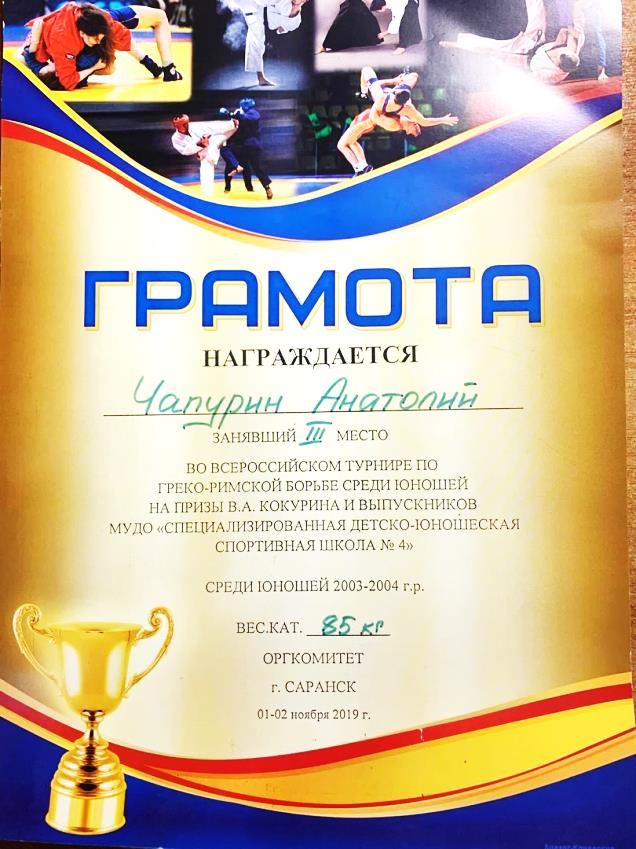 ГРАМОТА
НАГРАЖДАЕТСЯ
Чапурин Анатолий
ЗАНЯВШИЙ III МЕСТО
ВО ВСЕРОССИЙСКОМ ТУРНИРЕ ПО
ГРЕКО-РИМСКОЙ БОРЬБЕ СРЕДИ ЮНОШЕЙ
НА ПРИЗЫ В.А. КОКУРИНА И ВЫПУСКНИКОВ
МУДО «СПЕЦИАЛИЗИРОВАННАЯ ДЕТСКО-ЮНОШЕСКАЯ
СПОРТИВНАЯ ШКОЛА № 4»
СРЕДИ ЮНОШЕЙ 2003-2004 г.р.
ВЕС.КАТ. 85 кг
ОРГКОМИТЕТ
г. САРАНСК
01-02 ноября 2019 г.